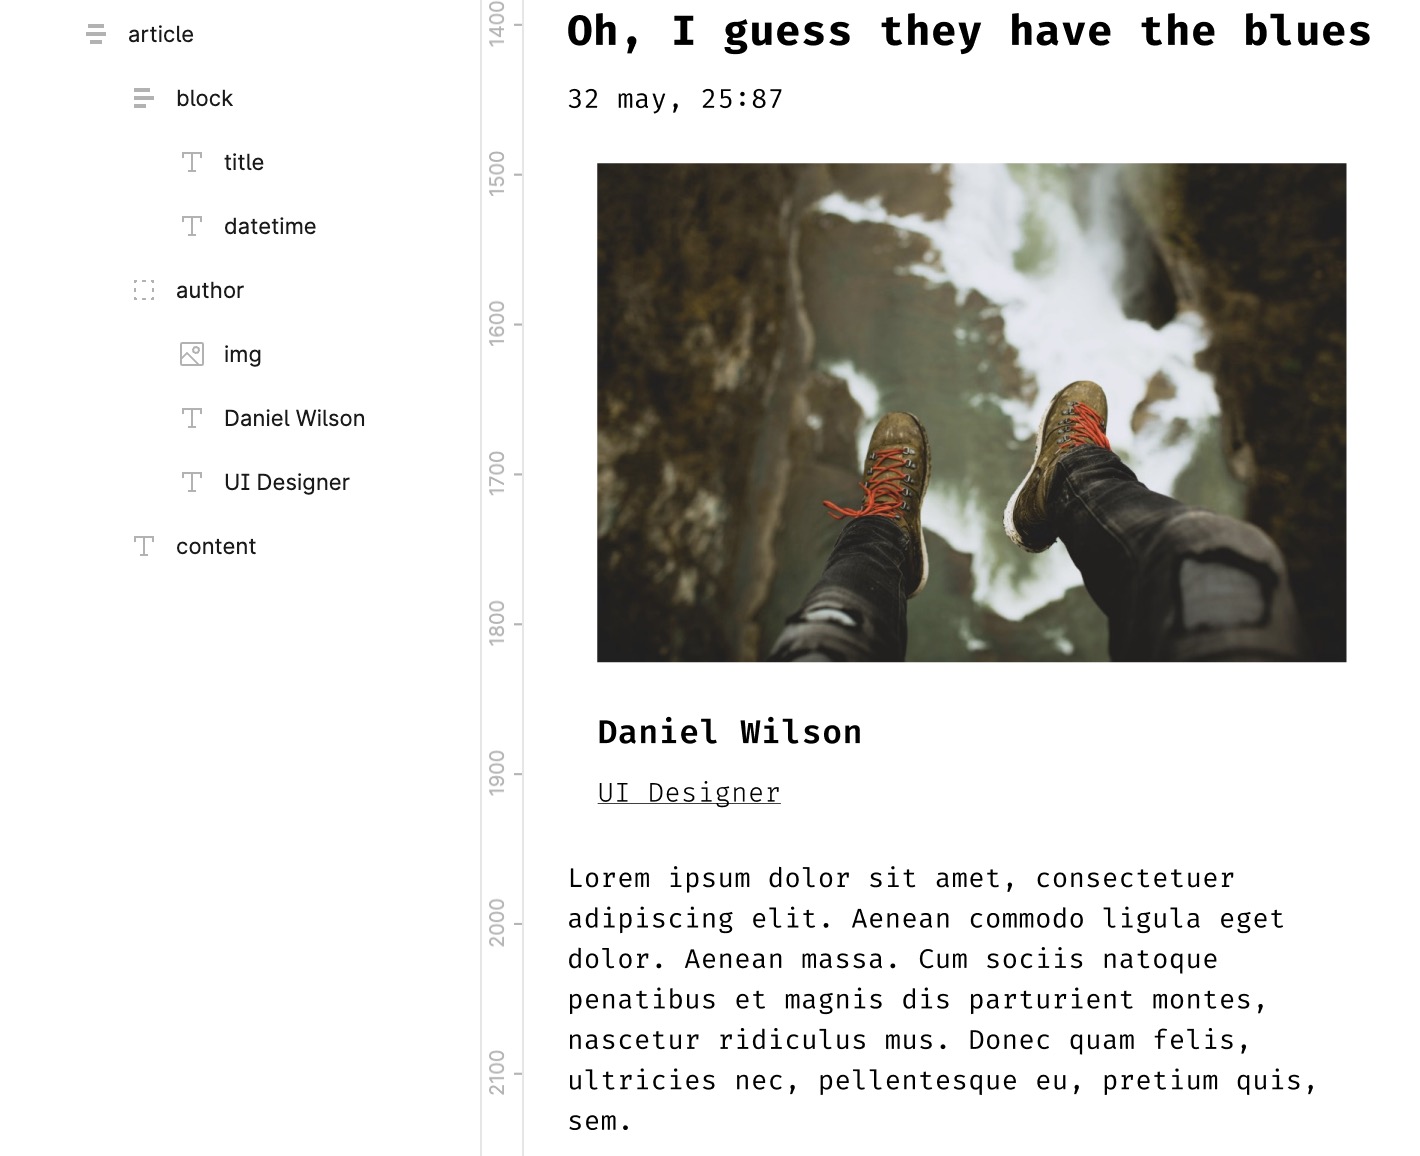 article
block
title
datetime
author
img
Daniel Wilson
UI Designer
content
1400
1500
1600
1700
1800
1900
2000
2100
Oh, I guess they have the blues
32 may, 25:87
Daniel Wilson
UI Designer
Lorem ipsum dolor sit amet, consectetuer
adipiscing elit. Aenean commodo ligula eget
dolor. Aenean massa. Cum sociis natoque
penatibus et magnis dis parturient montes,
nascetur ridiculus mus. Donec quam felis,
ultricies nec, pellentesque eu, pretium quis,
sem.